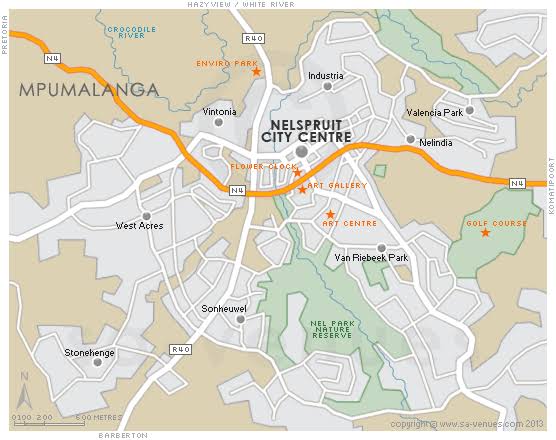 HAZYVIEW / WHITE RIVER
PRETORIA
CROCODILE
RIVER
R40
N4
ENVIRO PARK
MPUMALANGA
Industria
Vintonia
Valencia Park
NELSPRUIT
CITY CENTRE
Nelindia
FLOWER CLOCK
N4
ART GALLERY
N4
KOMATIPOORT
West Acres
ART CENTRE
GOLF COURSE
Van Riebeek Park
Sonheuwel
NEL PARK
NATURE
RESERVE
Stonehenge
R40
N
0 100 200 600 METRES
BARBERTON
copyright @ www.sa-venues.com 2013